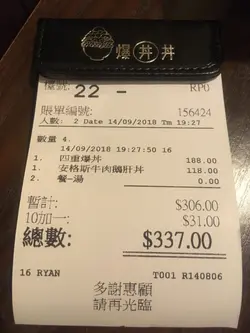 爆丼丼
檯號: 22 - RP0
賬單編號: 156424
人數: 2 Date 14/09/2018 Tm 19:27
數量 4.
14/09/2018 19:27:50 16
1. 四重爆丼 188.00
1. 安格斯牛肉鵝肝丼 118.00
2. 餐-湯 0.00
暫計: $306.00
10加一: $31.00
總數: $337.00
16 RYAN T001 R140806
多謝惠顧
請再光臨